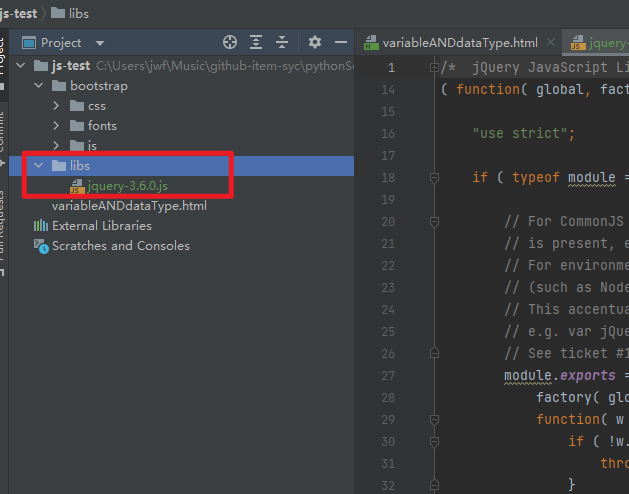 js-test libs
Project
js-test C:\Users\jwf\Music\github-item-syc\pythonSc
bootstrap
css
fonts
js
libs
jquery-3.6.0.js
variableANDdataType.html
External Libraries
Scratches and Consoles
Pull Requests
variableANDdataType.html
jquery-
1 /* jQuery JavaScript Li
14 ( function( global, fact
15
16 "use strict";
17
18 if ( typeof module =
19
20 // For CommonJS
21 // is present, e
22 // For environme
23 // (such as Node
24 // This accentua
25 // e.g. var jQue
26 // See ticket #1
27 module.exports =
28 factory( glo
29 function( w
30 if ( !w.
31 thro
32 }